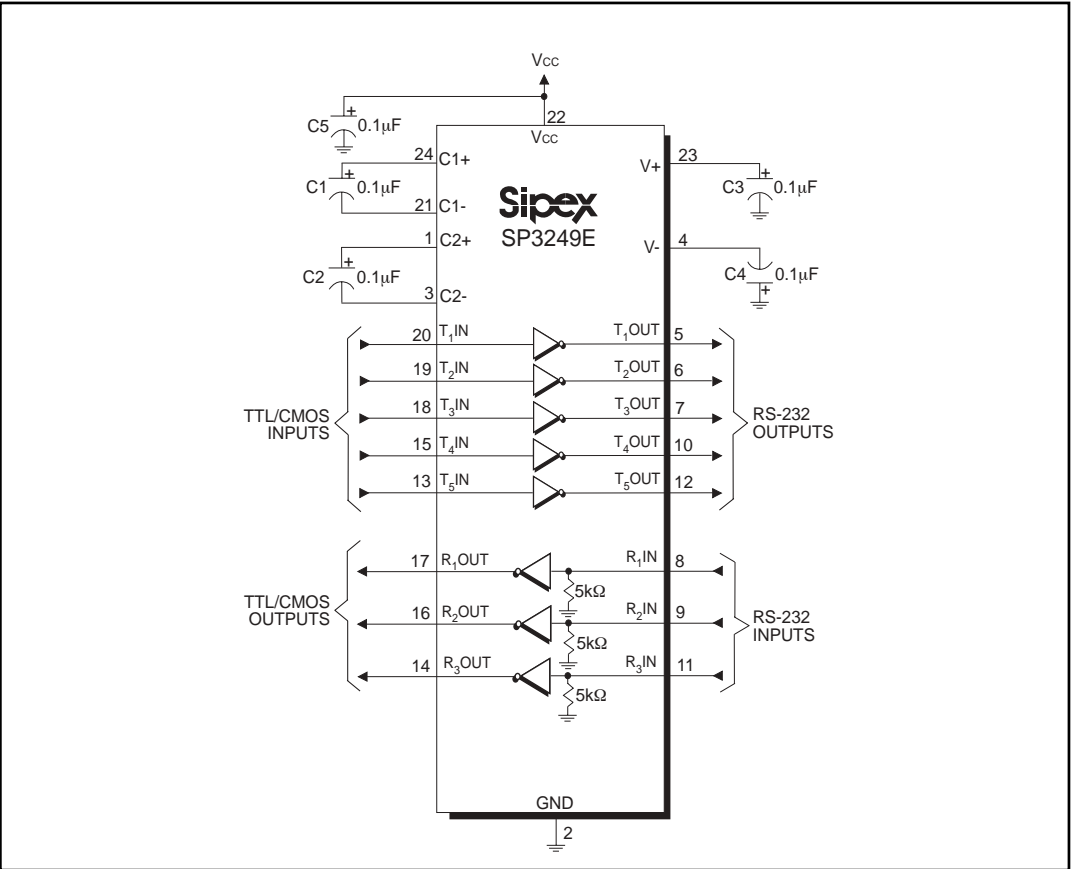 Vcc
22
Vcc
C5 + 0.1µF
24 C1+
C1 + 0.1µF
21 C1-
1 C2+
C2 + 0.1µF
3 C2-
Sipex
SP3249E
V+ 23
C3 + 0.1µF
V- 4
C4 + 0.1µF
20 T₁IN T₁OUT 5
19 T₂IN T₂OUT 6
18 T₃IN T₃OUT 7
15 T₄IN T₄OUT 10
13 T₅IN T₅OUT 12
TTL/CMOS
INPUTS
RS-232
OUTPUTS
17 R₁OUT R₁IN 8
5kΩ
16 R₂OUT R₂IN 9
5kΩ
14 R₃OUT R₃IN 11
5kΩ
TTL/CMOS
OUTPUTS
RS-232
INPUTS
GND
2